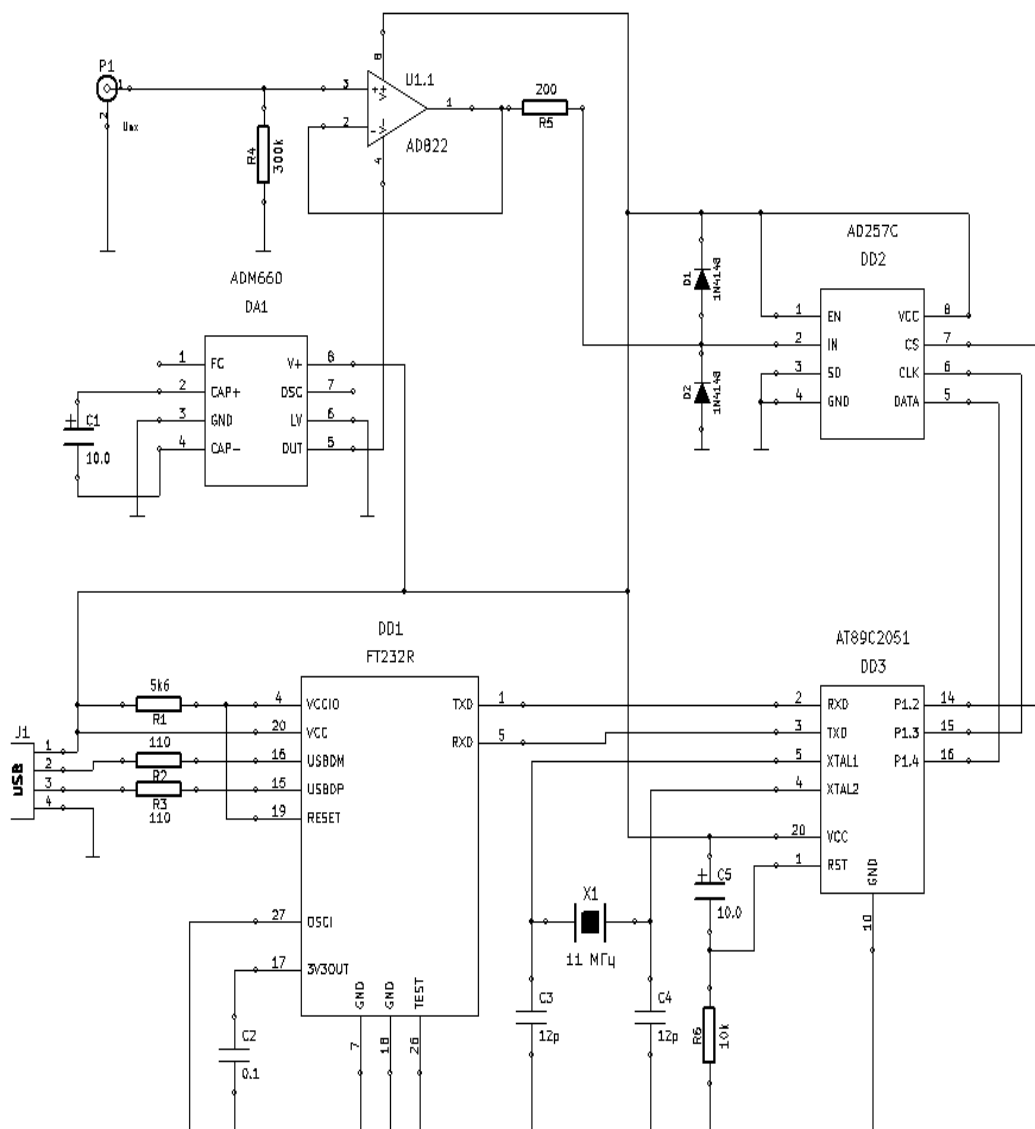 P1
1
2
Uвх
R4
300k
3
2
8
4
1
U1.1
AD822
200
R5
ADM660
DA1
1 FC V+ 8
2 CAP+ OSC 7
3 GND LV 6
4 CAP- OUT 5
C1
10.0
D1
1N4148
D2
1N4148
AD257C
DD2
1 EN VCC 8
2 IN CS 7
3 SD CLK 6
4 GND DATA 5
J1
USB
1
2
3
4
5k6
R1
110
R2
R3
110
DD1
FT232R
4 VCCIO TXD 1
20 VCC
RXD 5
16 USBDM
15 USBDP
19 RESET
27 OSCI
17 3V3OUT
GND GND TEST
7 18 26
C2
0.1
AT89C2051
DD3
2 RXD P1.2 14
3 TXD P1.3 15
5 XTAL1 P1.4 16
4 XTAL2
20 VCC
1 RST
GND
10
X1
11 МГц
C3
12p
C4
12p
C5
10.0
R6
10k